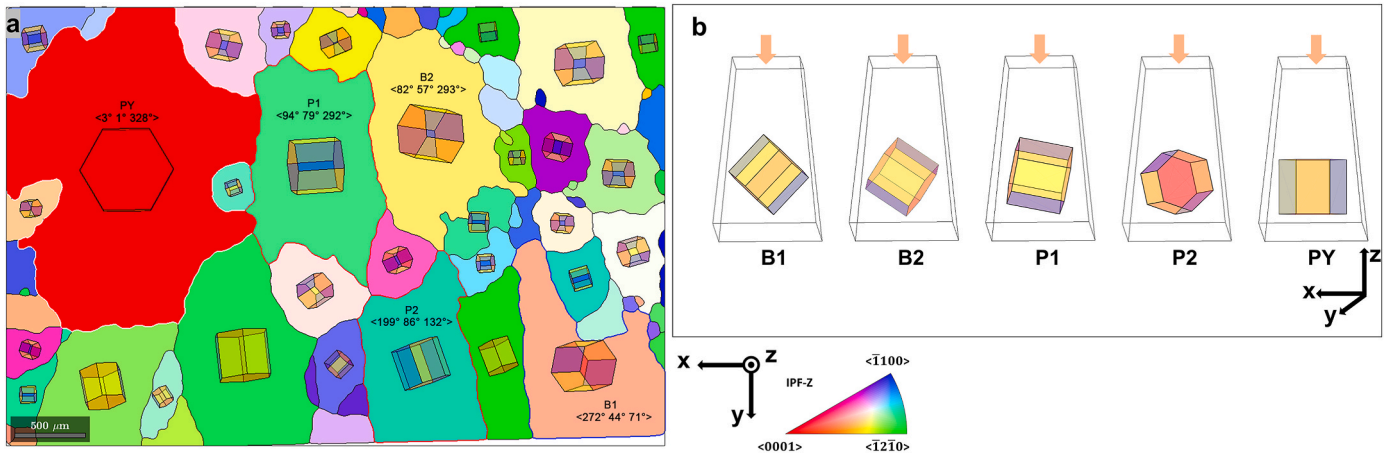 a
PY
<3° 1° 328°>
P1
<94° 79° 292°>
B2
<82° 57° 293°>
P2
<199° 86° 132°>
B1
<272° 44° 71°>
500 μm
b
B1
B2
P1
P2
PY
z
x
y
x
z
y
IPF-Z
<1̅100>
<0001>
<1̅21̅0>